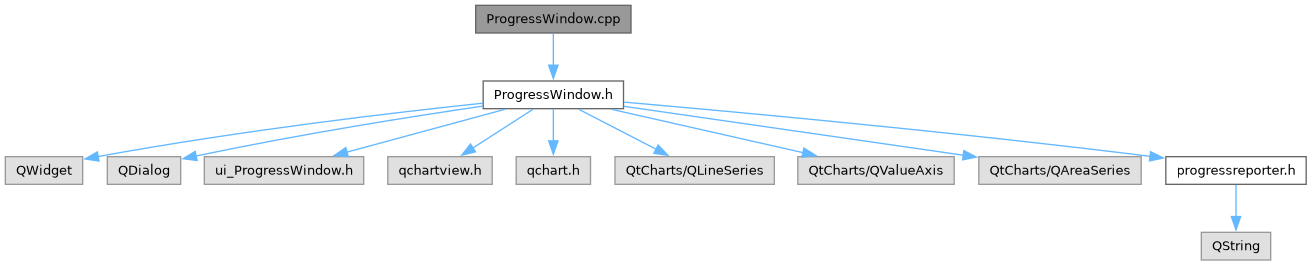 ProgressWindow.cpp
ProgressWindow.h
QWidget
QDialog
ui_ProgressWindow.h
qchartview.h
qchart.h
QtCharts/QLineSeries
QtCharts/QValueAxis
QtCharts/QAreaSeries
progressreporter.h
QString